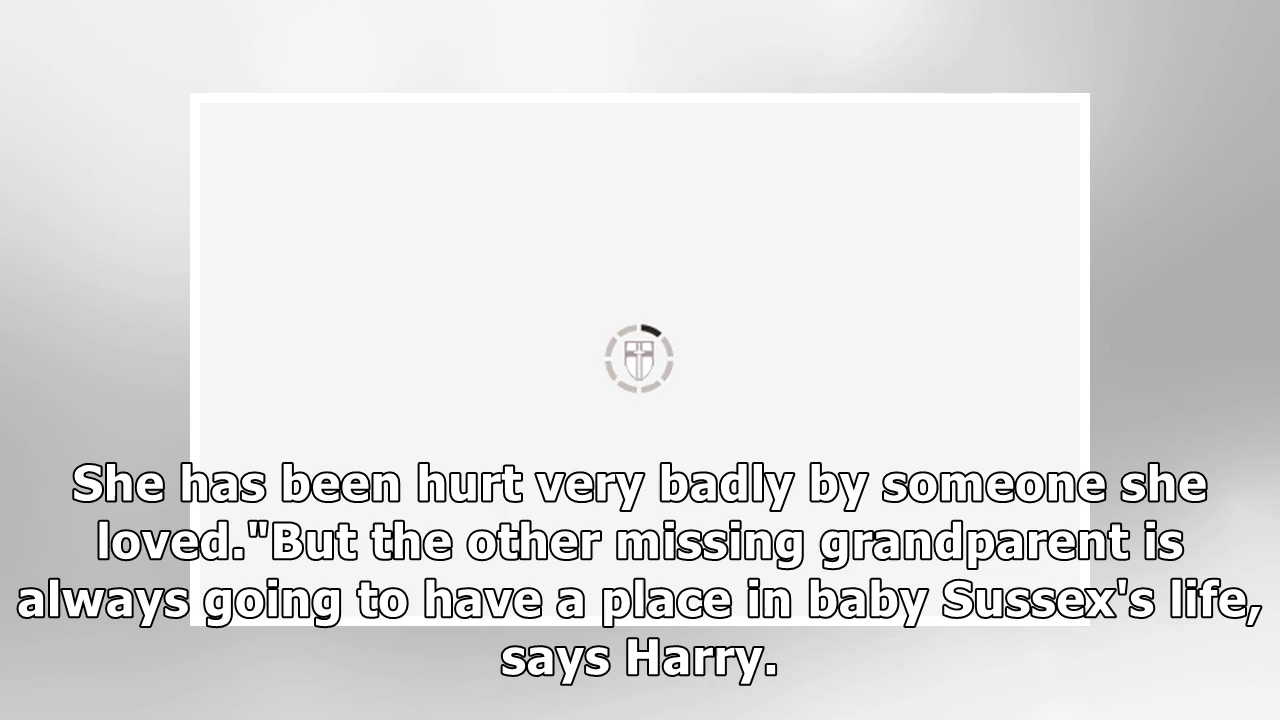 She has been hurt very badly by someone she
loved."But the other missing grandparent is
always going to have a place in baby Sussex's life,
says Harry.